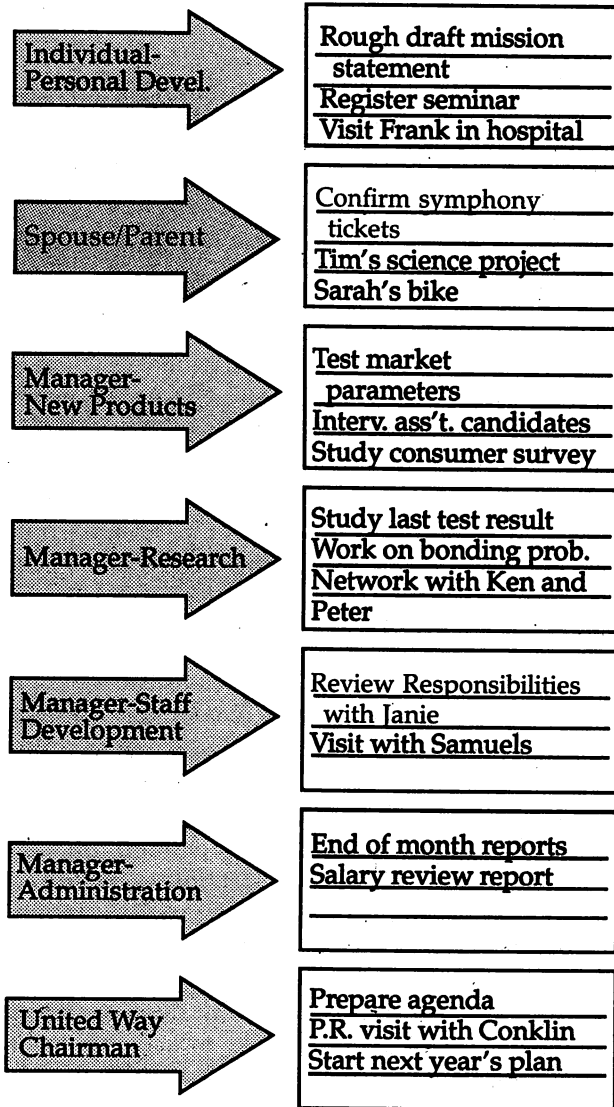 Individual-
Personal Devel.
Rough draft mission
statement
Register seminar
Visit Frank in hospital
Spouse/Parent
Confirm symphony
tickets
Tim's science project
Sarah's bike
Manager-
New Products
Test market
parameters
Interv. ass't. candidates
Study consumer survey
Manager-Research
Study last test result
Work on bonding prob.
Network with Ken and
Peter
Manager-Staff
Development
Review Responsibilities
with Janie
Visit with Samuels
Manager-
Administration
End of month reports
Salary review report
United Way
Chairman
Prepare agenda
P.R. visit with Conklin
Start next year's plan